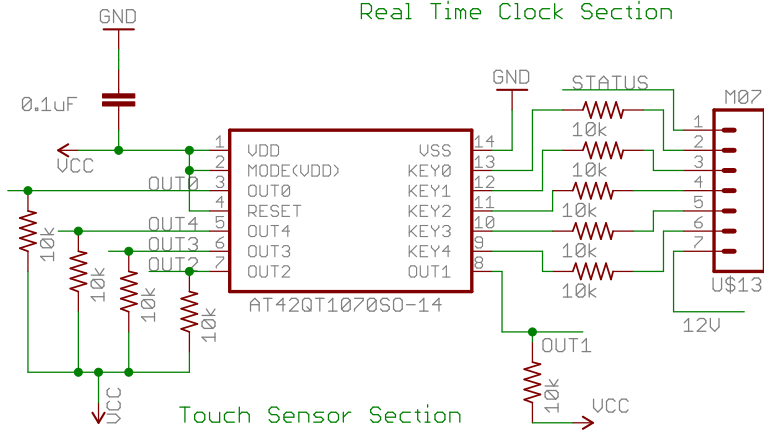 Real Time Clock Section
GND
0.1uF
VCC
GND
STATUS
M07
10k
10k
10k
10k
10k
1
2
3
4
5
6
7
U$13
12V
1 VDD VSS 14
2 MODE(VDD) KEY0 13
OUT0 3 OUT0 KEY1 12
4 RESET KEY2 11
OUT4 5 OUT4 KEY3 10
OUT3 6 OUT3 KEY4 9
OUT2 7 OUT2 OUT1 8
AT42QT1070SO-14
10k
10k
10k
10k
OUT1
10k
VCC
VCC
Touch Sensor Section